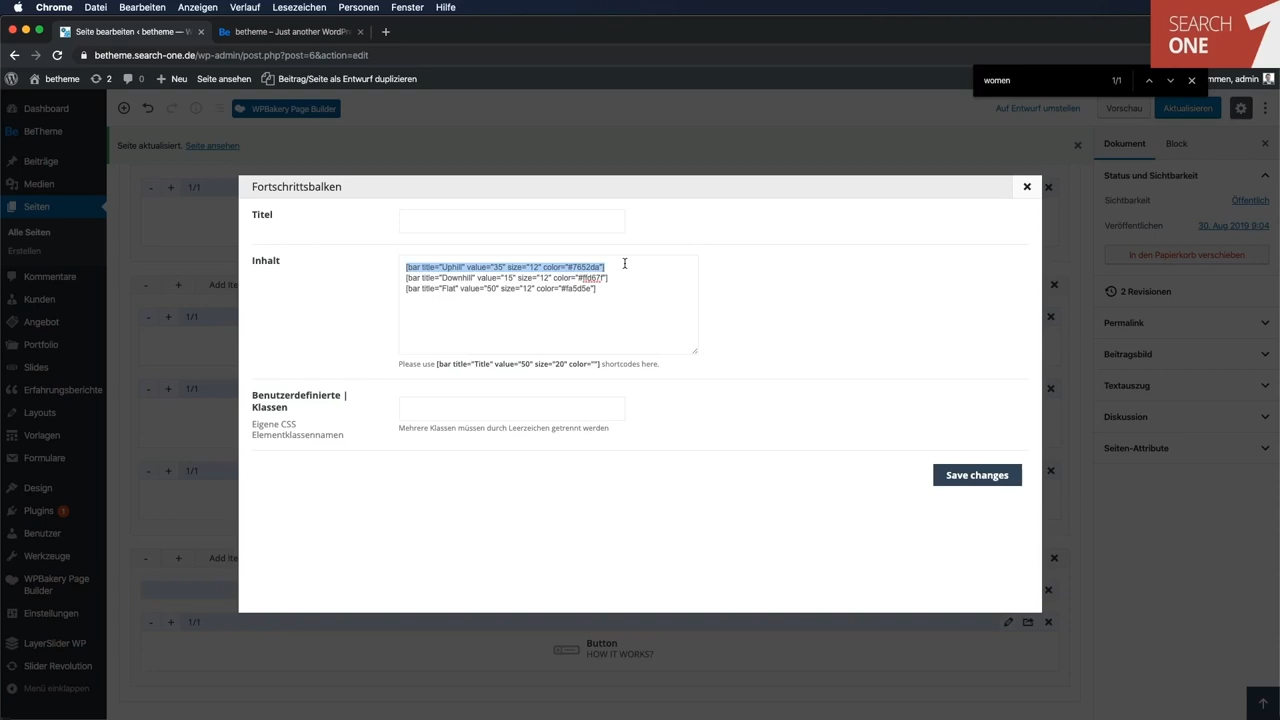 Chrome Datei Bearbeiten Anzeigen Verlauf Lesezeichen Personen Fenster Hilfe
SEARCH
ONE
1
Seite bearbeiten ‹ betheme — W
betheme – Just another WordPr
betheme.search-one.de/wp-admin/post.php?post=6&action=edit
betheme 2 0 Neu Seite ansehen Beitrag/Seite als Entwurf duplizieren
women 1/1
mmen, admin
Dashboard
BeTheme
Beiträge
Medien
Seiten
Alle Seiten
Erstellen
Kommentare
Kunden
Angebot
Portfolio
Slides
Erfahrungsberichte
Layouts
Vorlagen
Formulare
Design
Plugins 1
Benutzer
Werkzeuge
WPBakery Page
Builder
Einstellungen
LayerSlider WP
Slider Revolution
Menü einklappen
WPBakery Page Builder
Auf Entwurf umstellen Vorschau Aktualisieren
Seite aktualisiert. Seite ansehen
- + 1/1
Add Ite
- + 1/1
- + 1/1
- + 1/1
- + Add Ite
Fortschrittsbalken
Titel
Inhalt
[bar title="Uphill" value="35" size="12" color="#7652da"]
[bar title="Downhill" value="15" size="12" color="#ffd67f"]
[bar title="Flat" value="50" size="12" color="#fa5d5e"]
Please use [bar title="Title" value="50" size="20" color=""] shortcodes here.
Benutzerdefinierte |
Klassen
Eigene CSS
Elementklassennamen
Mehrere Klassen müssen durch Leerzeichen getrennt werden
Save changes
- + 1/1
Button
HOW IT WORKS?
Dokument Block
Status und Sichtbarkeit
Sichtbarkeit Öffentlich
Veröffentlichen 30. Aug 2019 9:04
In den Papierkorb verschieben
2 Revisionen
Permalink
Beitragsbild
Textauszug
Diskussion
Seiten-Attribute